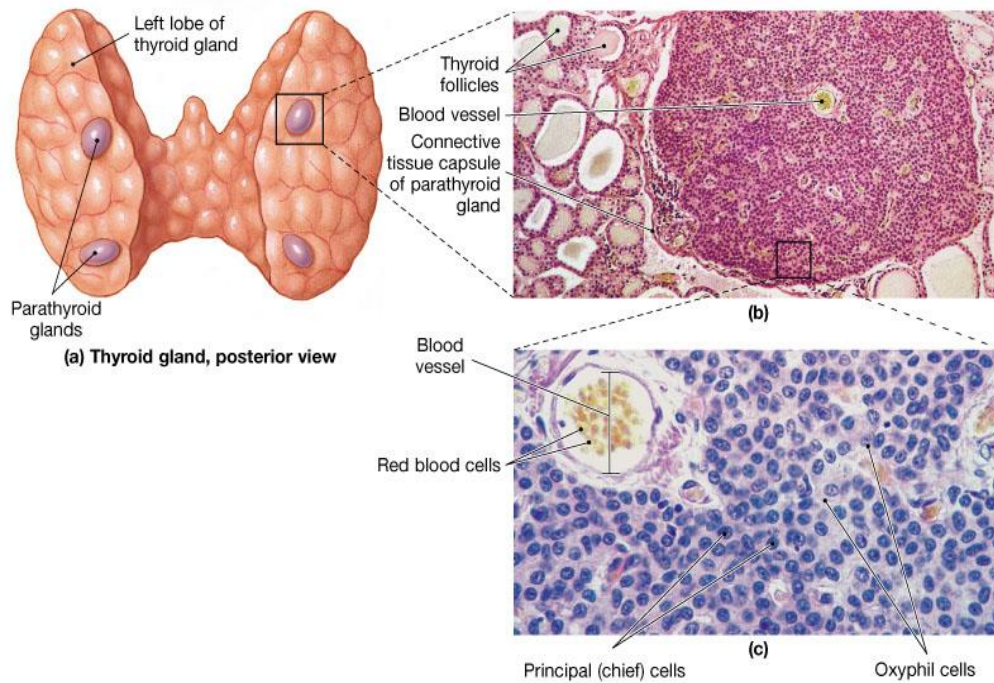 Left lobe of
thyroid gland
Parathyroid
glands
(a) Thyroid gland, posterior view
Thyroid
follicles
Blood vessel
Connective
tissue capsule
of parathyroid
gland
(b)
Blood
vessel
Red blood cells
(c)
Principal (chief) cells
Oxyphil cells